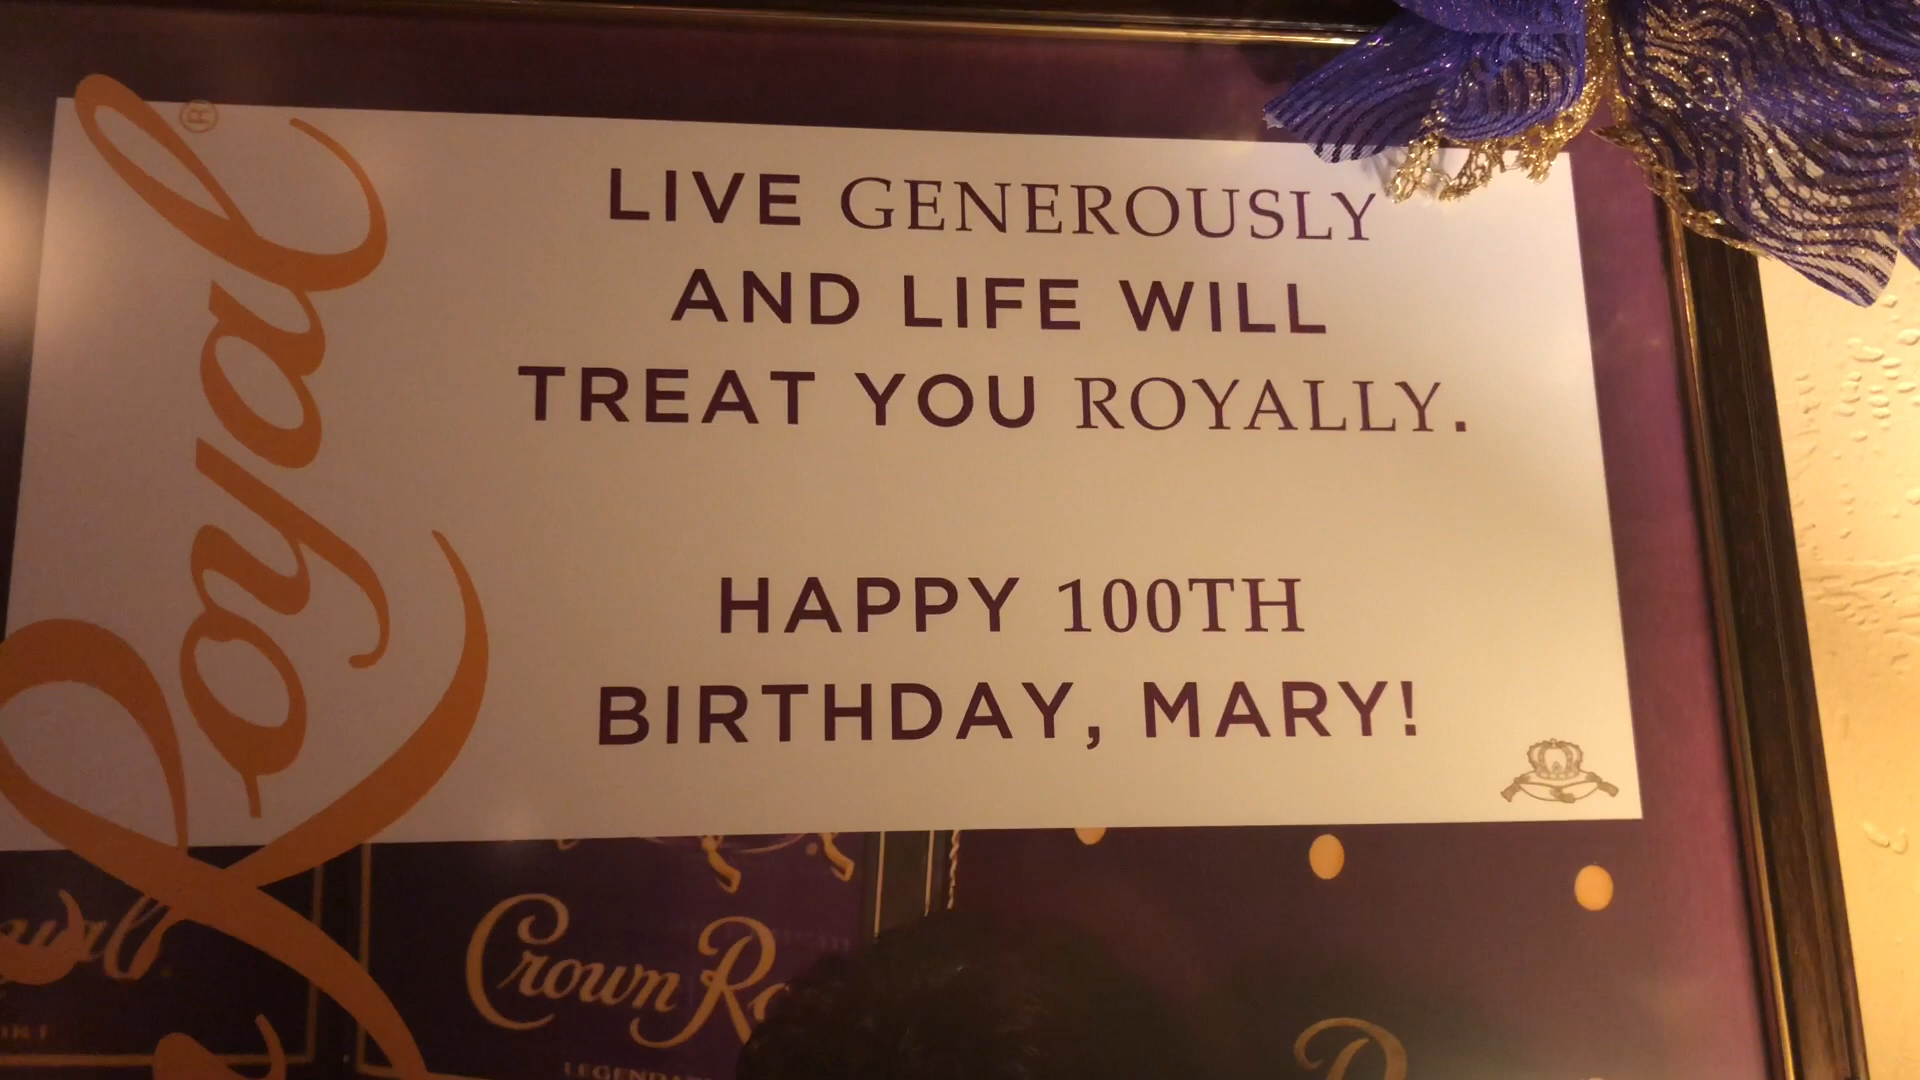 Royal®
LIVE GENEROUSLY
AND LIFE WILL
TREAT YOU ROYALLY.
HAPPY 100TH
BIRTHDAY, MARY!
Crown